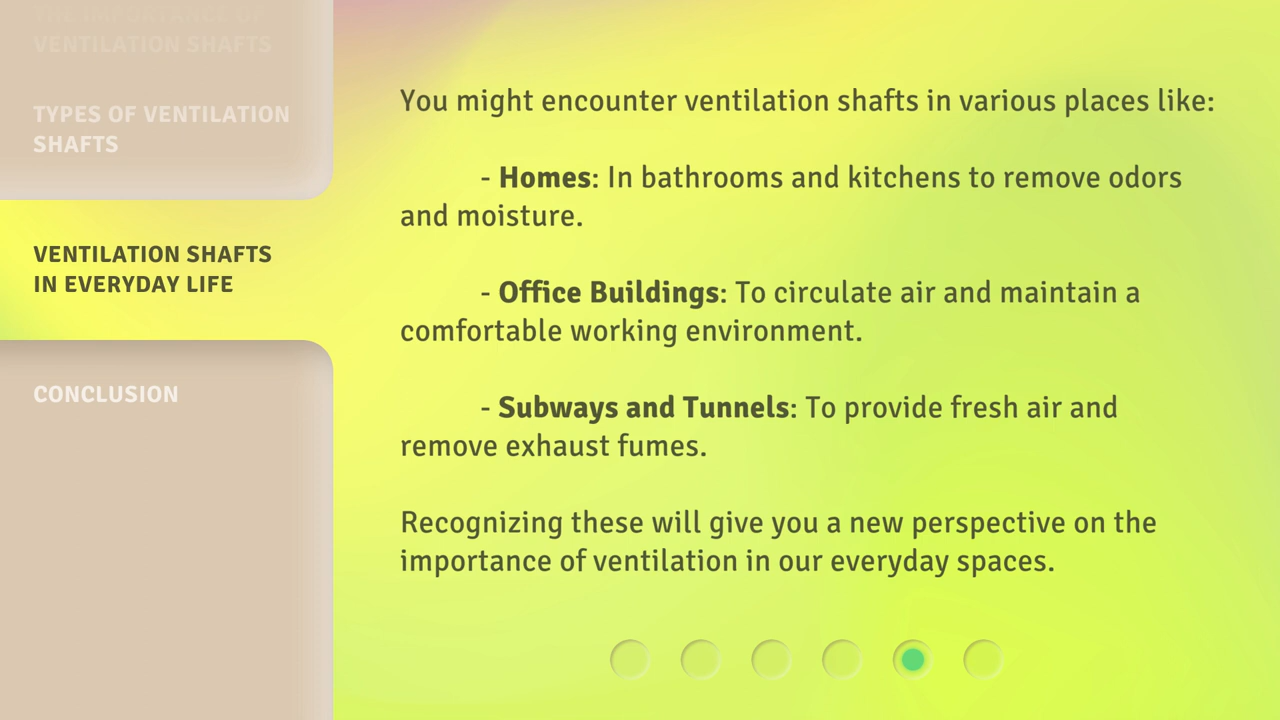 THE IMPORTANCE OF
VENTILATION SHAFTS
TYPES OF VENTILATION
SHAFTS
VENTILATION SHAFTS
IN EVERYDAY LIFE
CONCLUSION
You might encounter ventilation shafts in various places like:
- Homes: In bathrooms and kitchens to remove odors
and moisture.
- Office Buildings: To circulate air and maintain a
comfortable working environment.
- Subways and Tunnels: To provide fresh air and
remove exhaust fumes.
Recognizing these will give you a new perspective on the
importance of ventilation in our everyday spaces.